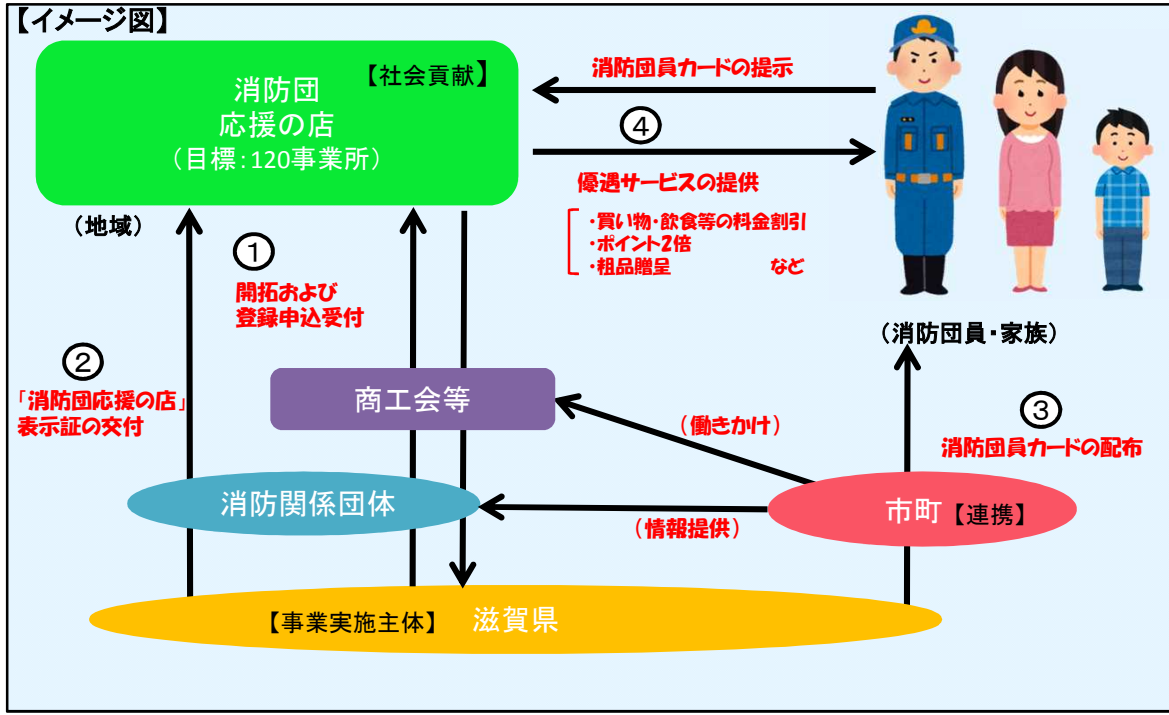 【イメージ図】
【社会貢献】
消防団
応援の店
（目標：120事業所）
消防団員カードの提示
④
優遇サービスの提供
・買い物・飲食等の料金割引
・ポイント2倍
・粗品贈呈　など
（地域）
①
開拓および
登録申込受付
（消防団員・家族）
②
「消防団応援の店」
表示証の交付
商工会等
（働きかけ）
③
消防団員カードの配布
消防関係団体
（情報提供）
市町【連携】
【事業実施主体】 滋賀県